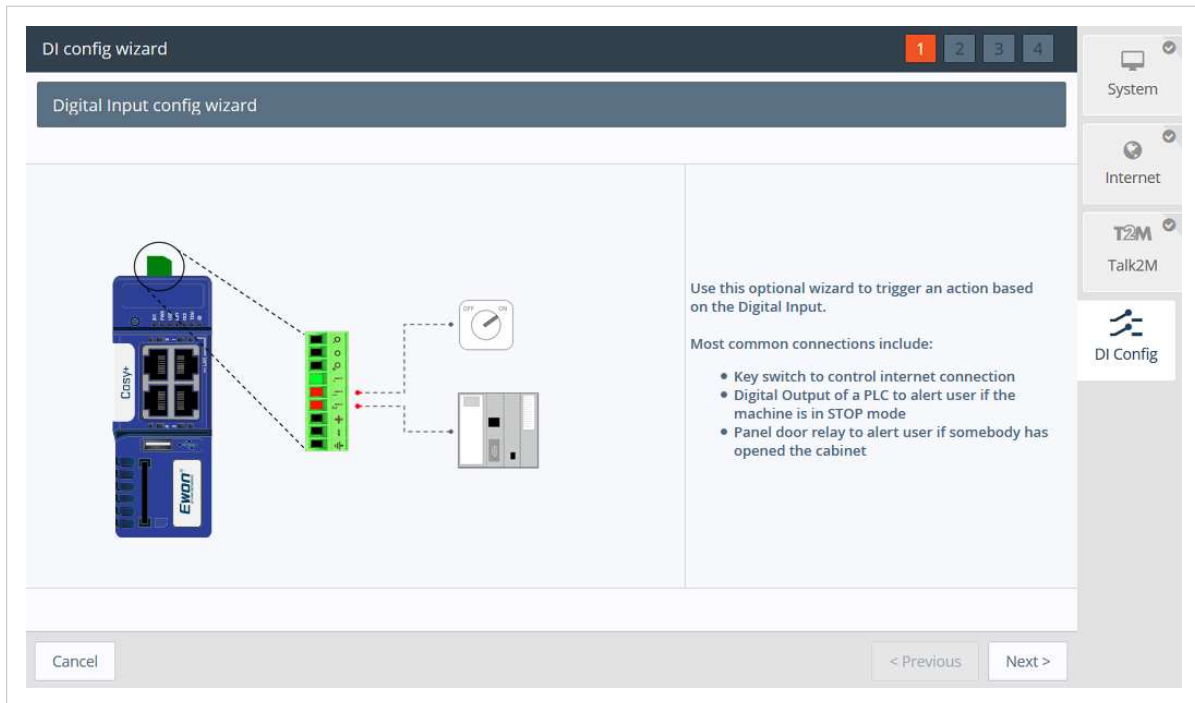 DI config wizard
1 2 3 4
Digital Input config wizard
System
Internet
T2M
Talk2M
DI Config
OFF ON
Cosy+
Ewon
Use this optional wizard to trigger an action based
on the Digital Input.
Most common connections include:
Key switch to control internet connection
Digital Output of a PLC to alert user if the
machine is in STOP mode
Panel door relay to alert user if somebody has
opened the cabinet
Cancel
< Previous
Next >